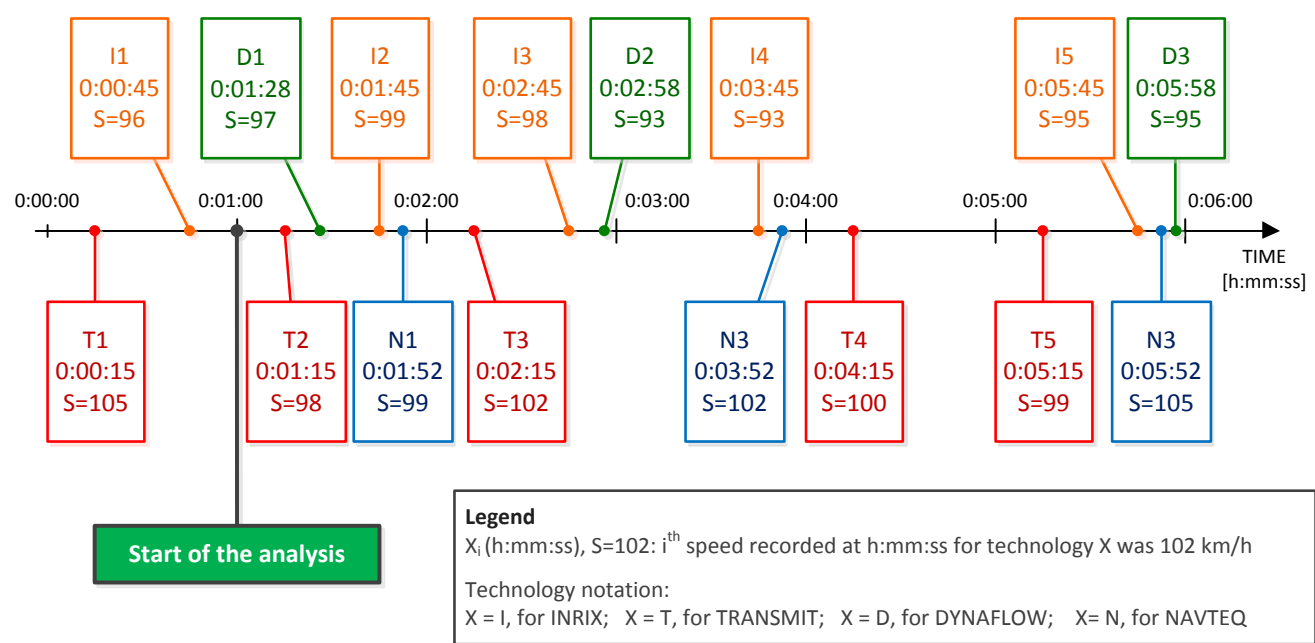 I1
0:00:45
S=96
D1
0:01:28
S=97
I2
0:01:45
S=99
I3
0:02:45
S=98
D2
0:02:58
S=93
I4
0:03:45
S=93
I5
0:05:45
S=95
D3
0:05:58
S=95
0:00:00
0:01:00
0:02:00
0:03:00
0:04:00
0:05:00
0:06:00
TIME
[h:mm:ss]
T1
0:00:15
S=105
T2
0:01:15
S=98
N1
0:01:52
S=99
T3
0:02:15
S=102
N3
0:03:52
S=102
T4
0:04:15
S=100
T5
0:05:15
S=99
N3
0:05:52
S=105
Start of the analysis
Legend
Xi (h:mm:ss), S=102: ith speed recorded at h:mm:ss for technology X was 102 km/h
Technology notation:
X = I, for INRIX; X = T, for TRANSMIT; X = D, for DYNAFLOW; X= N, for NAVTEQ